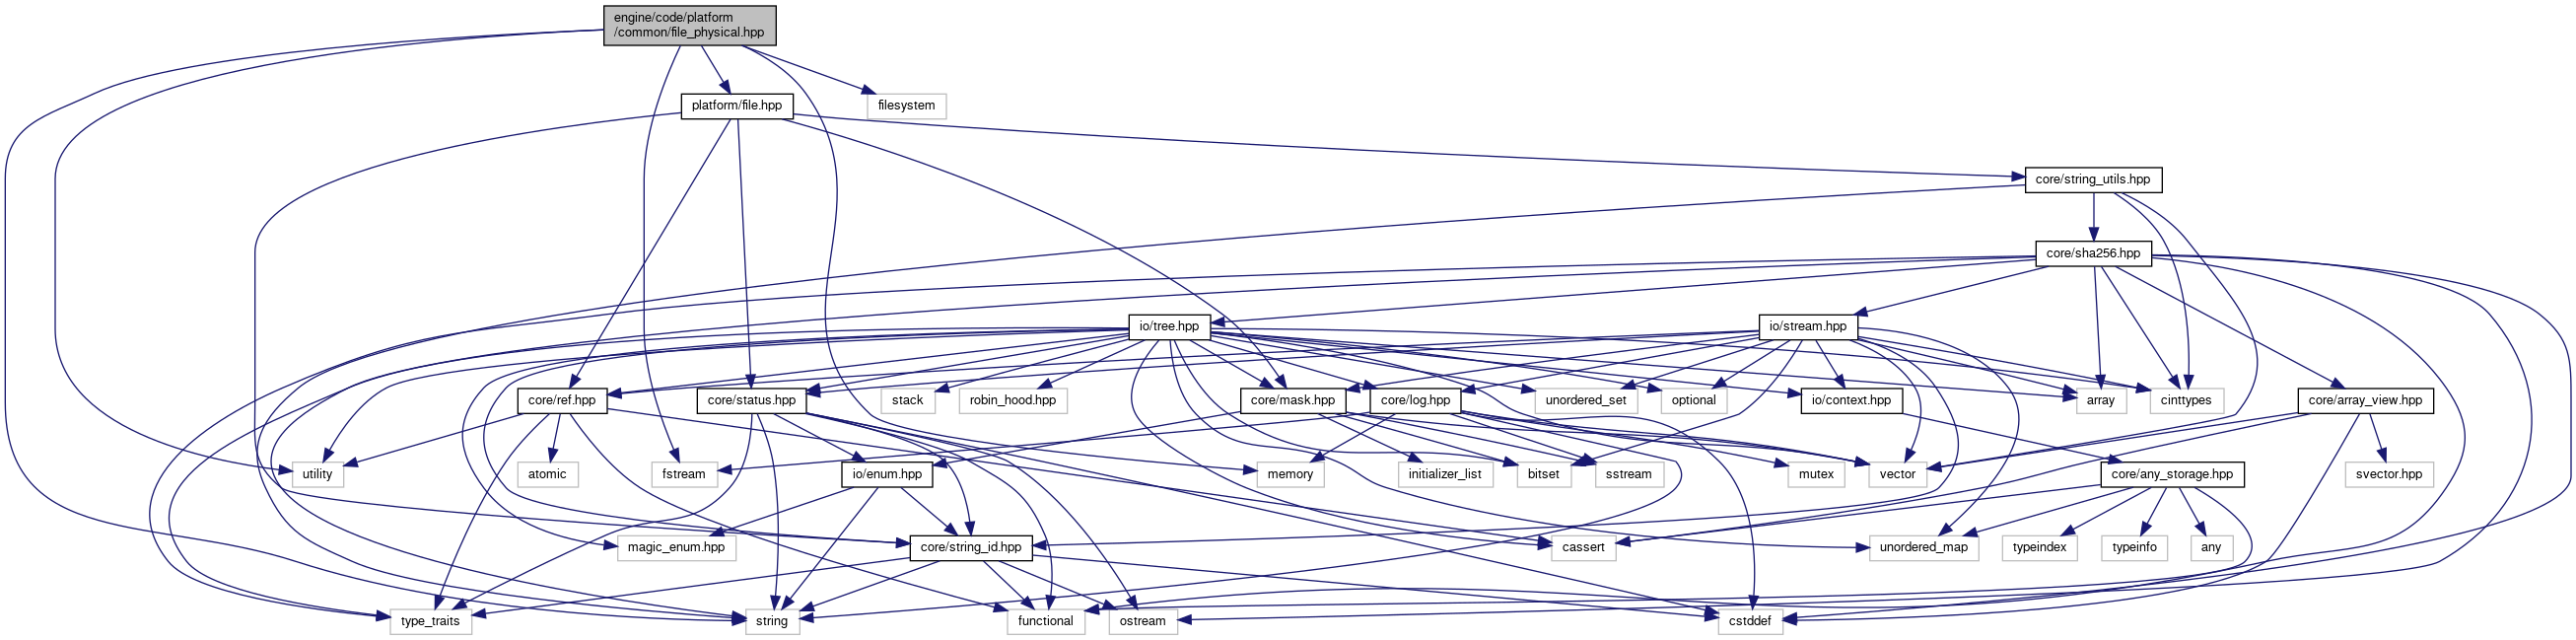 engine/code/platform
/common/file_physical.hpp
platform/file.hpp
filesystem
core/string_utils.hpp
core/sha256.hpp
io/tree.hpp
io/stream.hpp
core/ref.hpp
core/status.hpp
stack
robin_hood.hpp
core/mask.hpp
core/log.hpp
unordered_set
optional
io/context.hpp
array
cinttypes
core/array_view.hpp
utility
atomic
fstream
io/enum.hpp
memory
initializer_list
bitset
sstream
mutex
vector
core/any_storage.hpp
svector.hpp
magic_enum.hpp
core/string_id.hpp
cassert
unordered_map
typeindex
typeinfo
any
type_traits
string
functional
ostream
cstddef